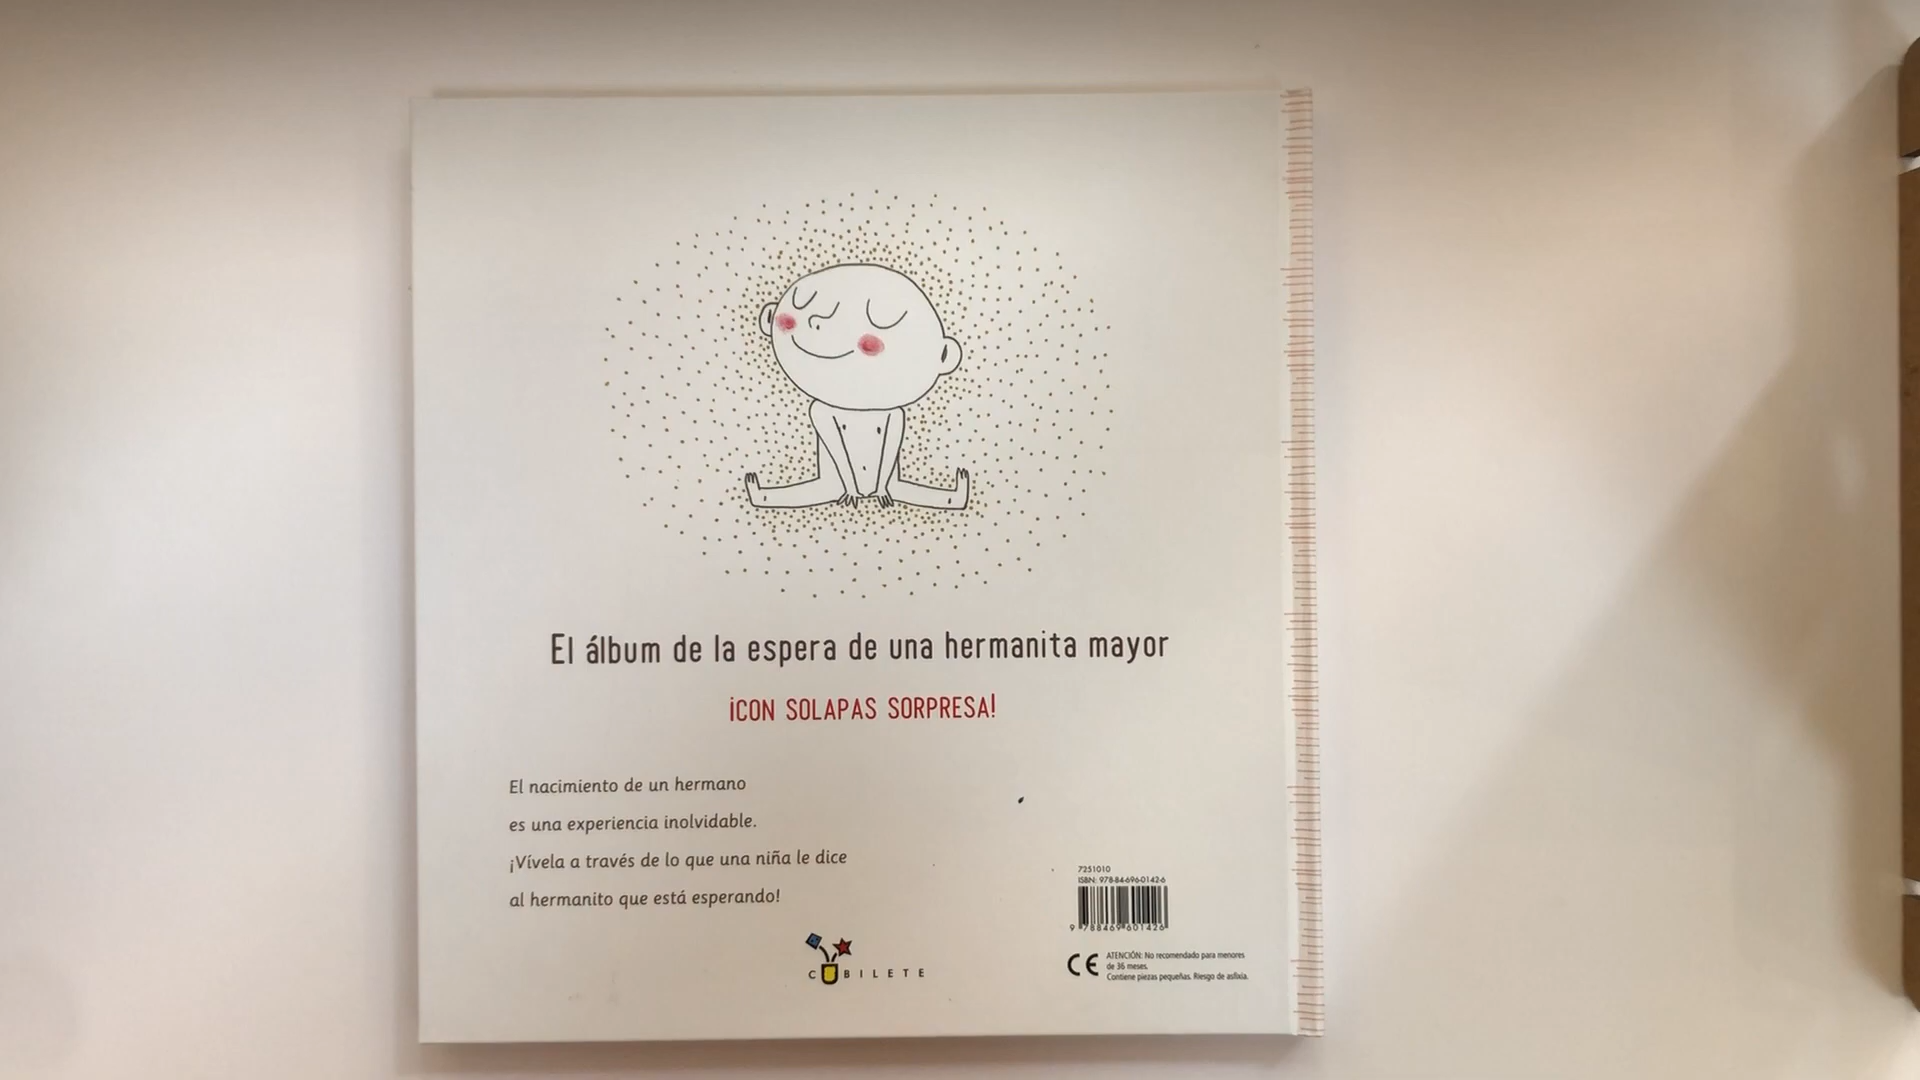 El álbum de la espera de una hermanita mayor
¡CON SOLAPAS SORPRESA!
El nacimiento de un hermano
es una experiencia inolvidable.
¡Vívela a través de lo que una niña le dice
al hermanito que está esperando!
7251010
ISBN: 978-84-696-0142-6
9 788469 601426
CUBILETE
CE
ATENCIÓN: No recomendado para menores
de 36 meses.
Contiene piezas pequeñas. Riesgo de asfixia.